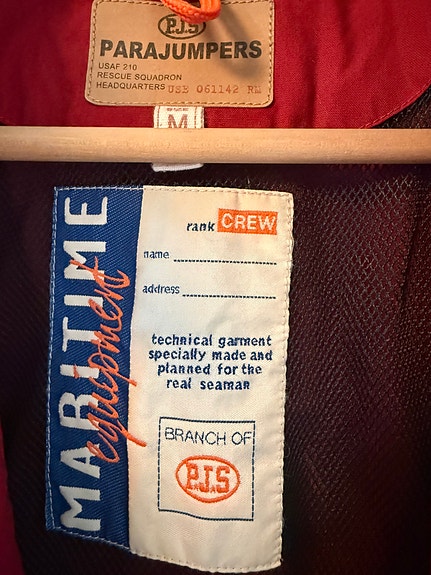 P.J.S
PARAJUMPERS
USAF 210
RESCUE SQUADRON
HEADQUARTERS USB 061142 RM
SIZE
M
MARITIME
equipment
rank CREW
name
address
technical garment
specially made and
planned for the
real seaman
BRANCH OF
P.J.S